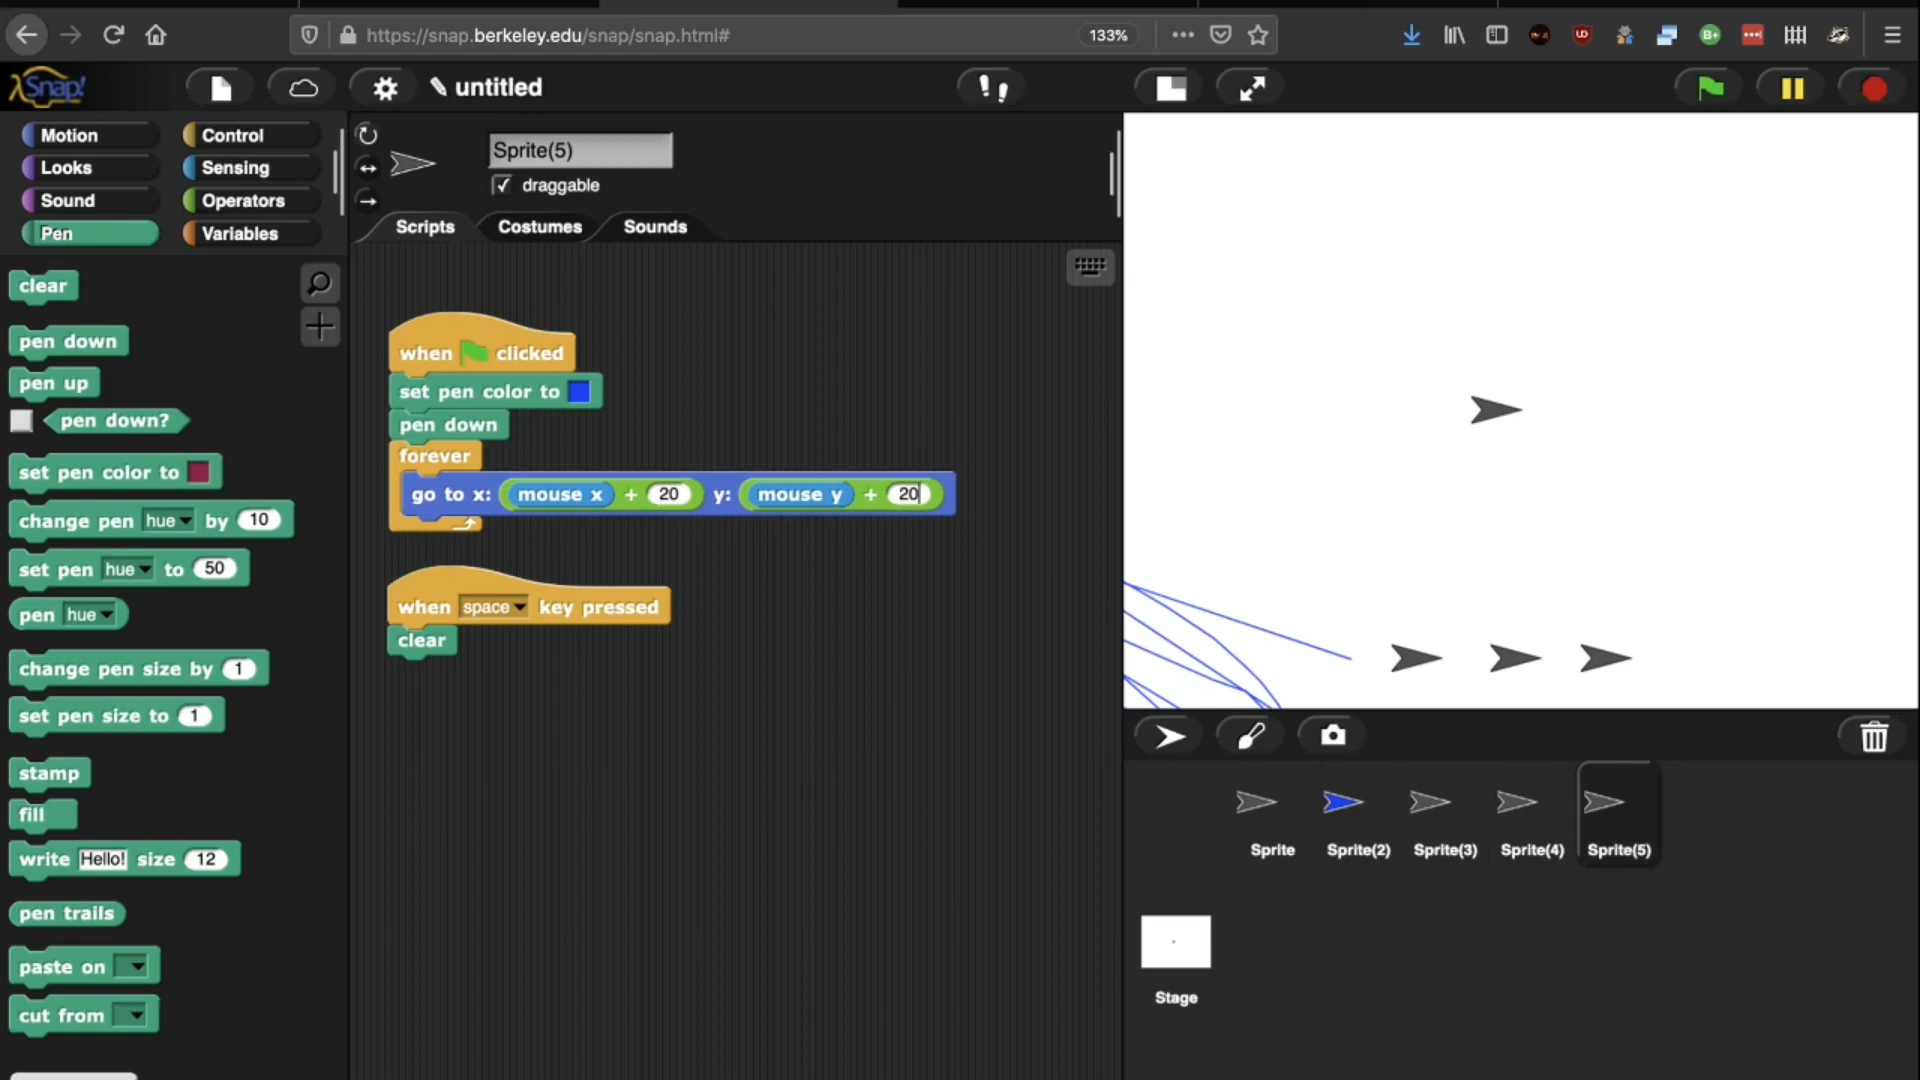 https://snap.berkeley.edu/snap/snap.html#
133%
Snap!
untitled
Motion
Control
Looks
Sensing
Sound
Operators
Pen
Variables
Sprite(5)
draggable
Scripts
Costumes
Sounds
clear
pen down
pen up
pen down?
set pen color to
change pen hue by 10
set pen hue to 50
pen hue
change pen size by 1
set pen size to 1
stamp
fill
write Hello! size 12
pen trails
paste on
cut from
when clicked
set pen color to
pen down
forever
go to x: mouse x + 20 y: mouse y + 20
when space key pressed
clear
Sprite
Sprite(2)
Sprite(3)
Sprite(4)
Sprite(5)
Stage